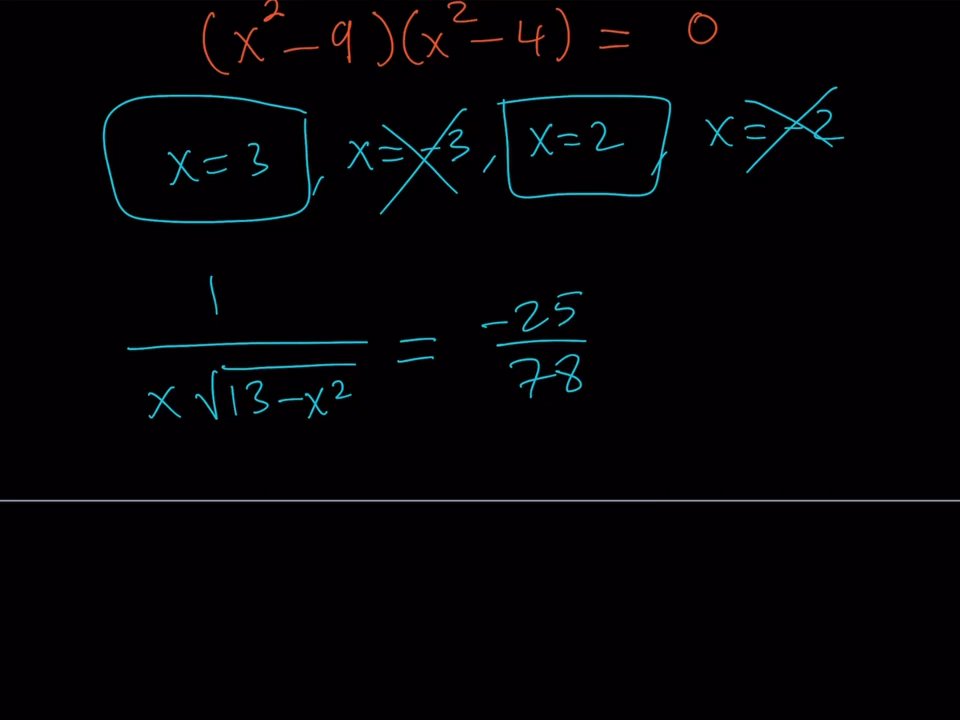 (x² - 9)(x² - 4) = 0
x = 3, x = -3, x = 2, x = -2
1
x √13 - x² = -25
78